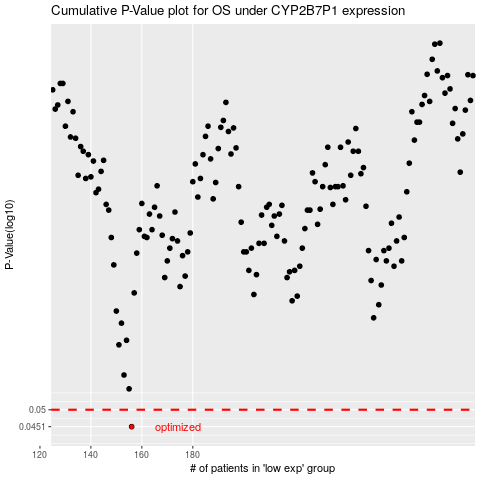 Cumulative P-Value plot for OS under CYP2B7P1 expression
P-Value(log10)
0.05
0.0451
optimized
120 140 160 180
# of patients in 'low exp' group